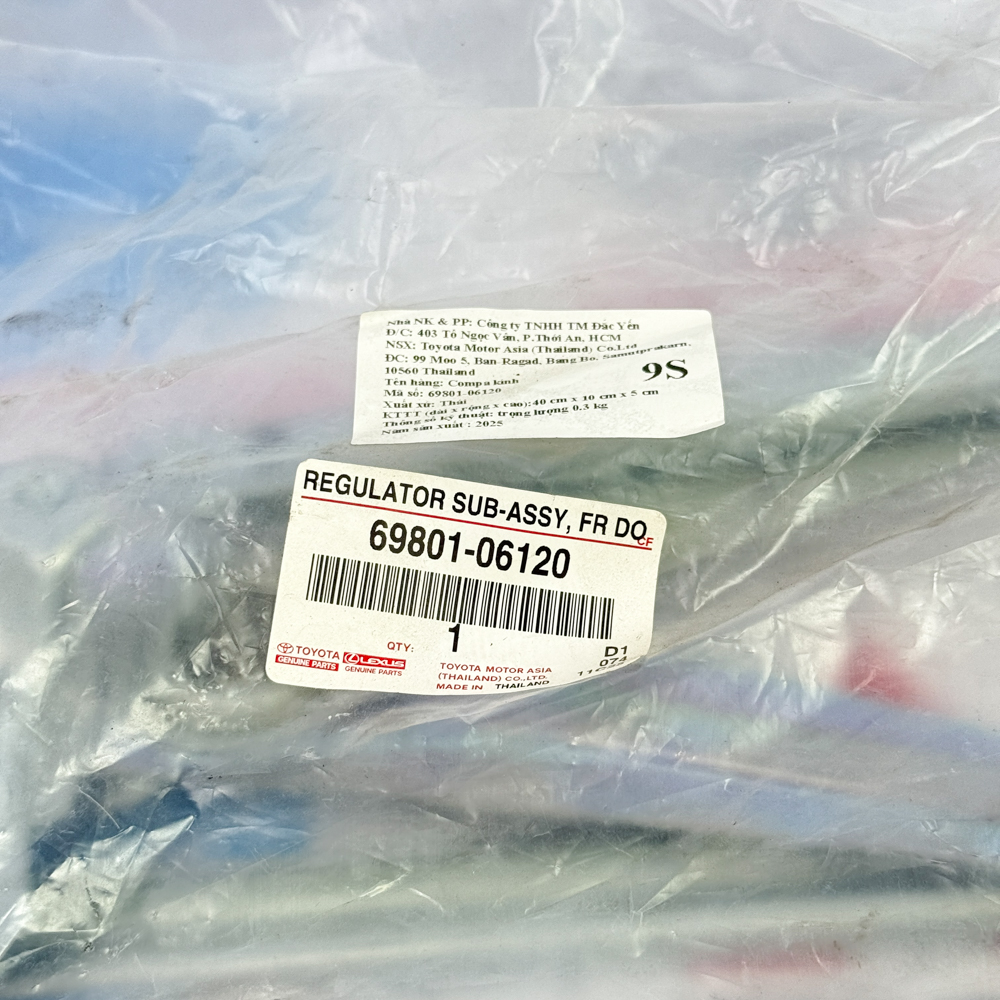 Nhà NK & PP: Công ty TNHH TM Đắc Yến
Đ/C: 403 Tô Ngọc Vân, P.Thới An, HCM
NSX: Toyota Motor Asia (Thailand) Co.Ltd
ĐC: 99 Moo 5, Ban-Ragad, Bang Bo, Samutprakarn,
10560 Thailand
9S
Tên hàng: Compa kính
Mã số: 69801-06120
Xuất xứ: Thái
KTTT (dài x rộng x cao):40 cm x 10 cm x 5 cm
Thông số kỹ thuật: trọng lượng 0.3 kg
Năm sản xuất : 2025
REGULATOR SUB-ASSY, FR DO
CF
69801-06120
QTY: 1
TOYOTA
GENUINE PARTS
LEXUS
GENUINE PARTS
TOYOTA MOTOR ASIA
(THAILAND) CO.,LTD.
MADE IN THAILAND
D1
074